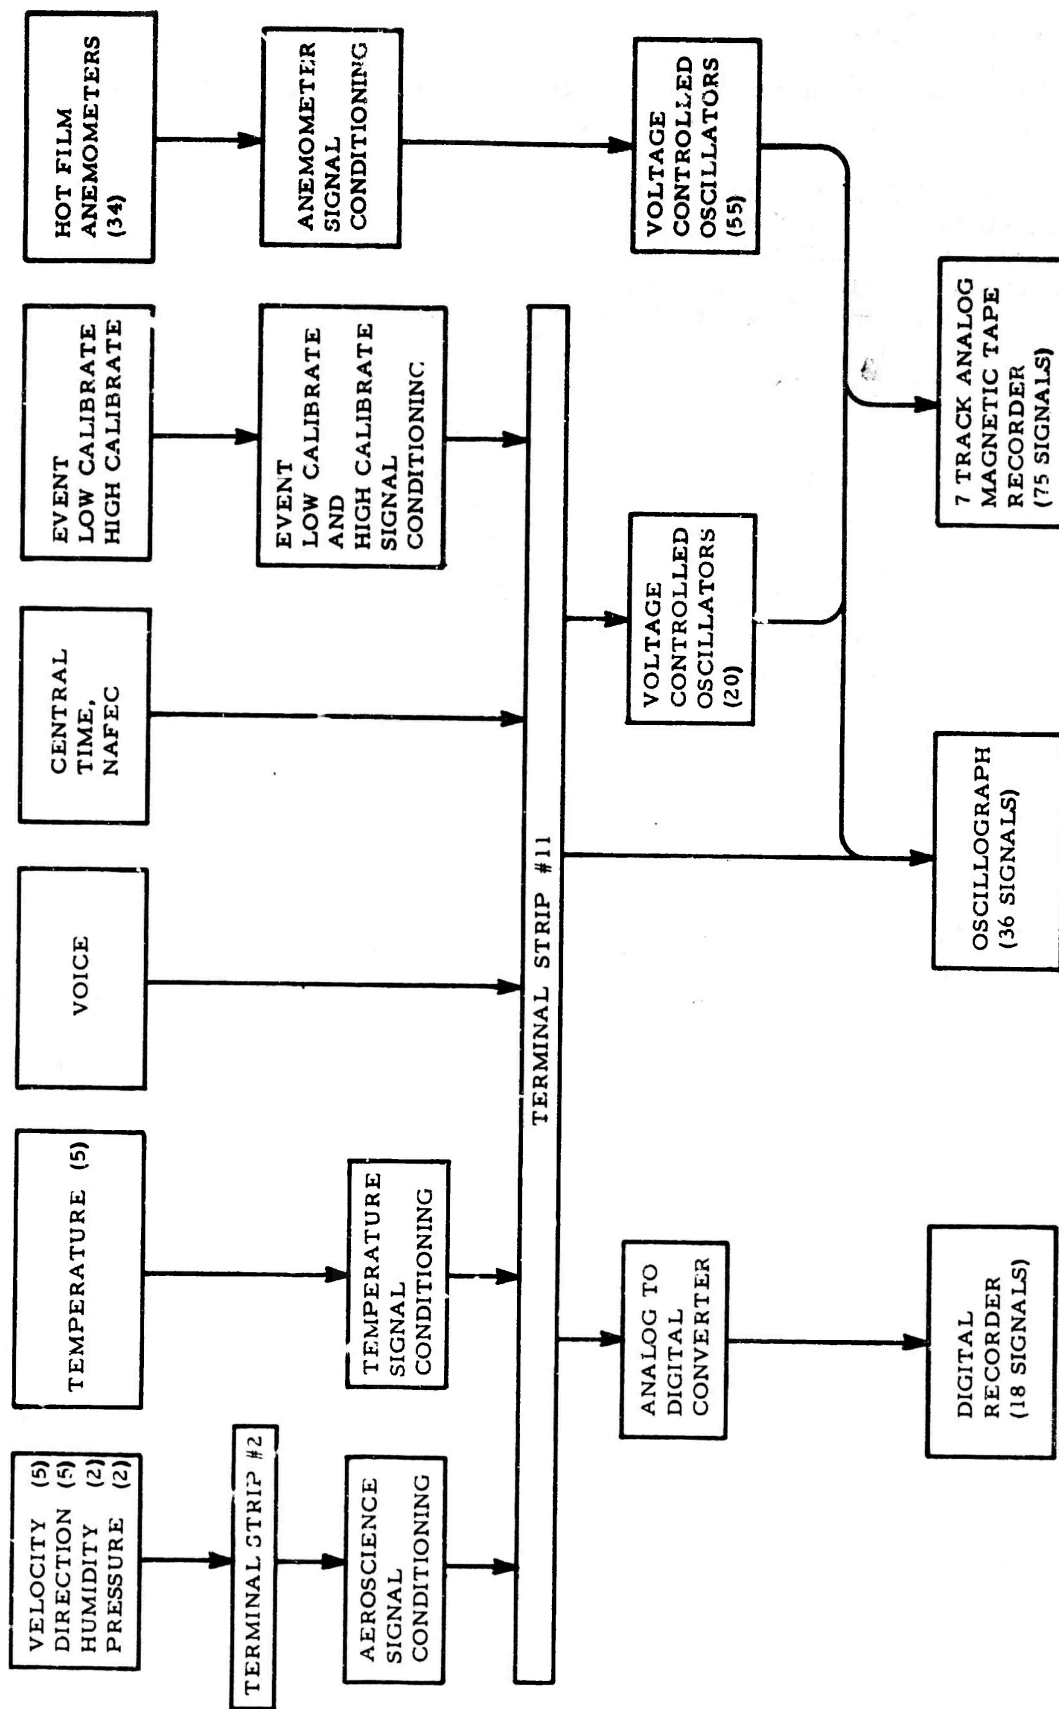 VELOCITY (5)
DIRECTION (5)
HUMIDITY (2)
PRESSURE (2)
TEMPERATURE (5)
VOICE
CENTRAL
TIME,
NAFEC
EVENT
LOW CALIBRATE
HIGH CALIBRATE
HOT FILM
ANEMOMETERS
(34)
TERMINAL STRIP #2
AEROSCIENCE
SIGNAL
CONDITIONING
TEMPERATURE
SIGNAL
CONDITIONING
EVENT
LOW CALIBRATE
AND
HIGH CALIBRATE
SIGNAL
CONDITIONING
ANEMOMETER
SIGNAL
CONDITIONING
TERMINAL STRIP #11
ANALOG TO
DIGITAL
CONVERTER
VOLTAGE
CONTROLLED
OSCILLATORS
(20)
VOLTAGE
CONTROLLED
OSCILLATORS
(55)
DIGITAL
RECORDER
(18 SIGNALS)
OSCILLOGRAPH
(36 SIGNALS)
7 TRACK ANALOG
MAGNETIC TAPE
RECORDER
(75 SIGNALS)